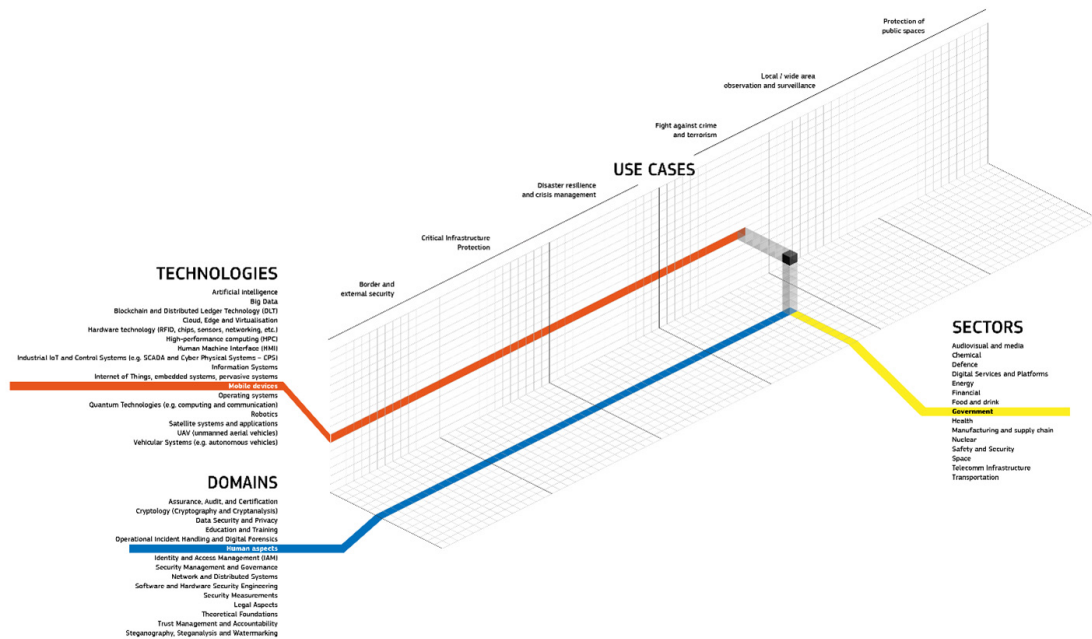 Protection of
public spaces
Local / wide area
observation and surveillance
Fight against crime
and terrorism
USE CASES
Disaster resilience
and crisis management
Critical Infrastructure
Protection
Border and
external security
TECHNOLOGIES
Artificial intelligence
Big Data
Blockchain and Distributed Ledger Technology (DLT)
Cloud, Edge and Virtualisation
Hardware technology (RFID, chips, sensors, networking, etc.)
High-performance computing (HPC)
Human Machine Interface (HMI)
Industrial IoT and Control Systems (e.g. SCADA and Cyber Physical Systems – CPS)
Information Systems
Internet of Things, embedded systems, pervasive systems
Mobile devices
Operating systems
Quantum Technologies (e.g. computing and communication)
Robotics
Satellite systems and applications
UAV (unmanned aerial vehicles)
Vehicular Systems (e.g. autonomous vehicles)
DOMAINS
Assurance, Audit, and Certification
Cryptology (Cryptography and Cryptanalysis)
Data Security and Privacy
Education and Training
Operational Incident Handling and Digital Forensics
Human aspects
Identity and Access Management (IAM)
Security Management and Governance
Network and Distributed Systems
Software and Hardware Security Engineering
Security Measurements
Legal Aspects
Theoretical Foundations
Trust Management and Accountability
Steganography, Steganalysis and Watermarking
SECTORS
Audiovisual and media
Chemical
Defence
Digital Services and Platforms
Energy
Financial
Food and drink
Government
Health
Manufacturing and supply chain
Nuclear
Safety and Security
Space
Telecomm Infrastructure
Transportation